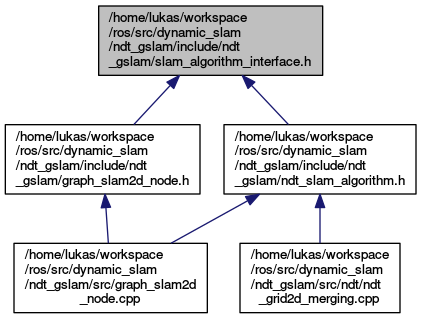 /home/lukas/workspace
/ros/src/dynamic_slam
/ndt_gslam/include/ndt
_gslam/slam_algorithm_interface.h
/home/lukas/workspace
/ros/src/dynamic_slam
/ndt_gslam/include/ndt
_gslam/graph_slam2d_node.h
/home/lukas/workspace
/ros/src/dynamic_slam
/ndt_gslam/include/ndt
_gslam/ndt_slam_algorithm.h
/home/lukas/workspace
/ros/src/dynamic_slam
/ndt_gslam/src/graph_slam2d
_node.cpp
/home/lukas/workspace
/ros/src/dynamic_slam
/ndt_gslam/src/ndt/ndt
_grid2d_merging.cpp